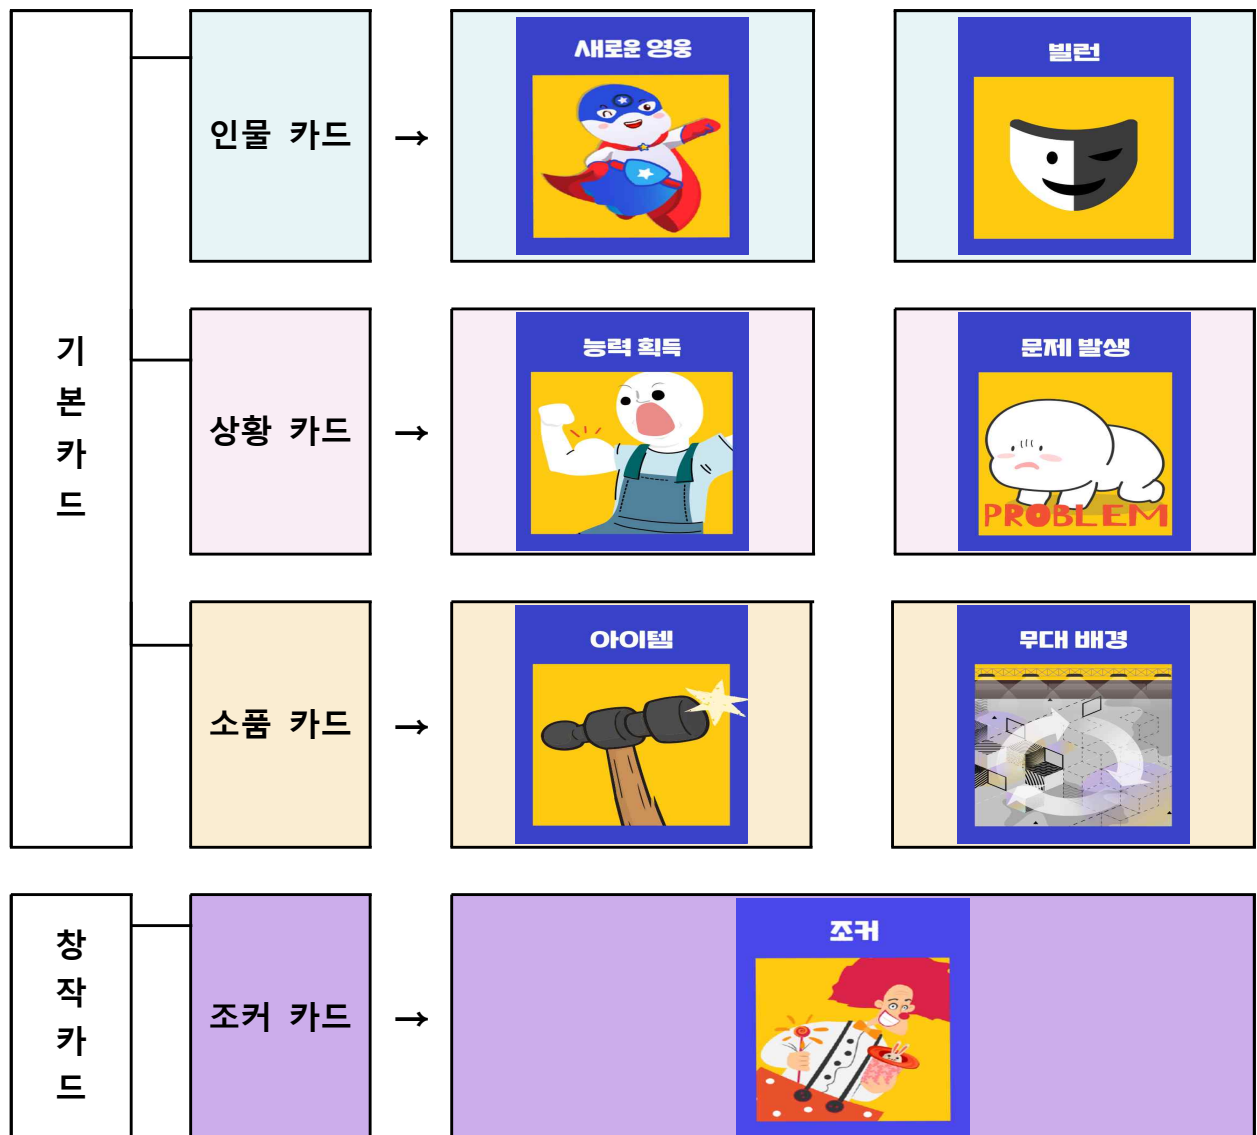 기본카드
인물 카드
→
새로운 영웅
빌런
상황 카드
→
능력 획득
문제 발생
PROBLEM
소품 카드
→
아이템
무대 배경
창작카드
조커 카드
→
조커